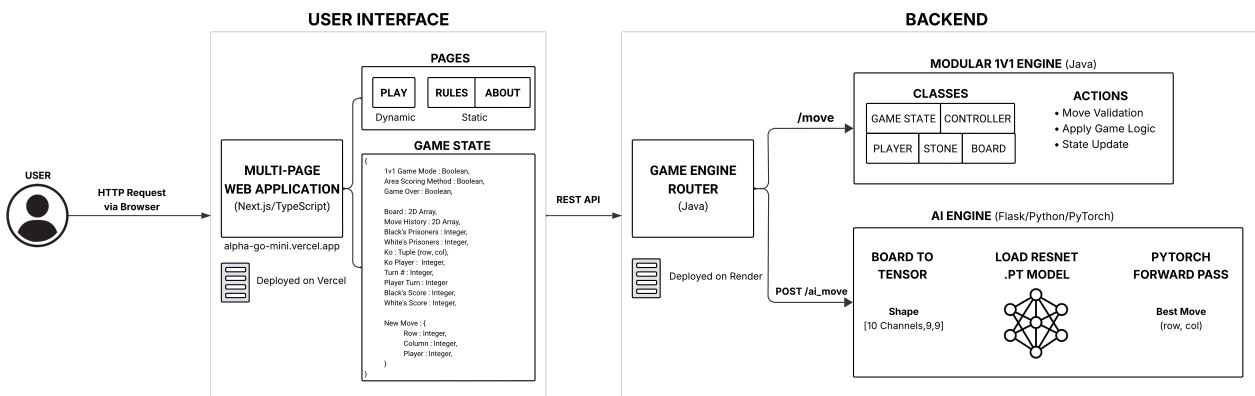 USER INTERFACE
BACKEND
USER
HTTP Request
via Browser
MULTI-PAGE
WEB APPLICATION
(Next.js/TypeScript)
alpha-go-mini.vercel.app
Deployed on Vercel
PAGES
PLAY
RULES
ABOUT
Dynamic
Static
GAME STATE
{
1v1 Game Mode : Boolean,
Area Scoring Method : Boolean,
Game Over : Boolean,
Board : 2D Array,
Move History : 2D Array,
Black's Prisoners : Integer,
White's Prisoners : Integer,
Ko : Tuple (row, col),
Ko Player :  Integer,
Turn # : Integer,
Player Turn : Integer
Black's Score : Integer,
White's Score : Integer,
New Move : {
Row : Integer,
Column : Integer,
Player : Integer,
}
}
REST API
GAME ENGINE
ROUTER
(Java)
Deployed on Render
/move
POST /ai_move
MODULAR 1V1 ENGINE (Java)
CLASSES
GAME STATE
CONTROLLER
PLAYER
STONE
BOARD
ACTIONS
• Move Validation
• Apply Game Logic
• State Update
AI ENGINE (Flask/Python/PyTorch)
BOARD TO
TENSOR
Shape
[10 Channels,9,9]
LOAD RESNET
.PT MODEL
PYTORCH
FORWARD PASS
Best Move
(row, col)